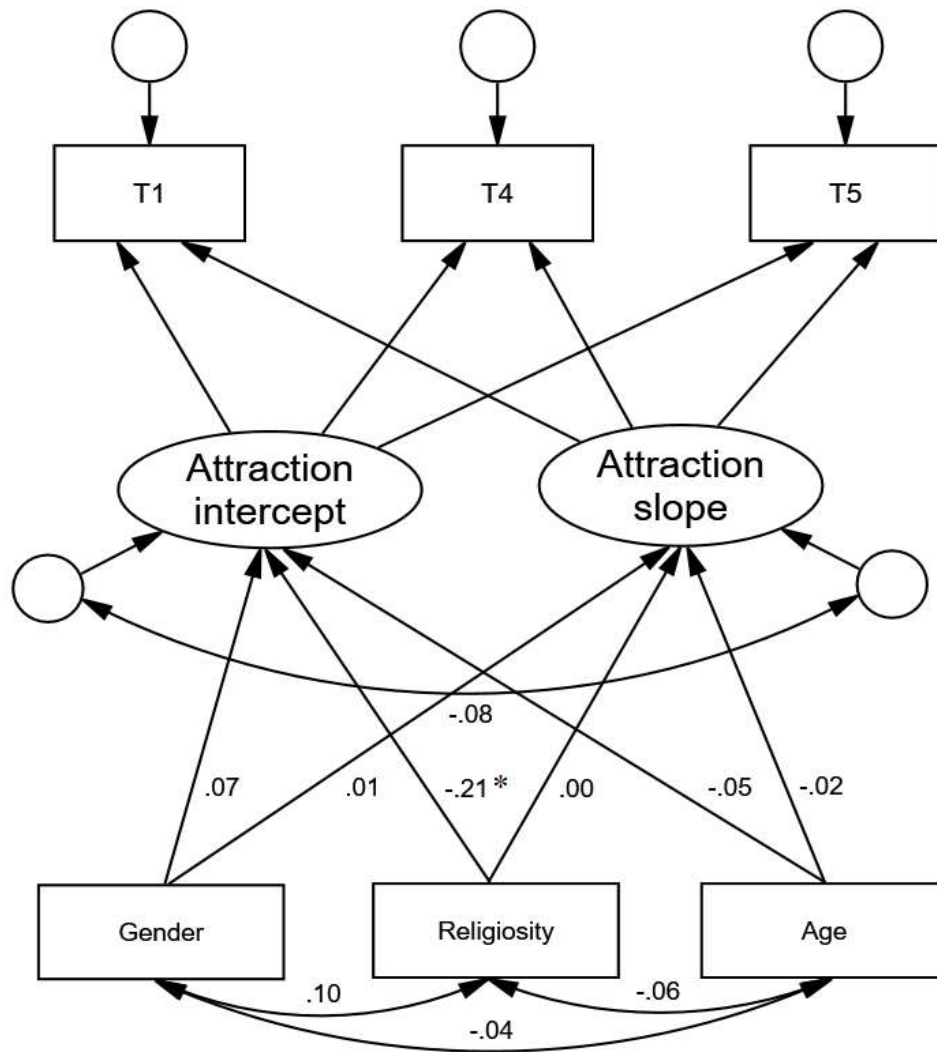 T1
T4
T5
Attraction
intercept
Attraction
slope
-.08
.07
.01
-.21*
.00
-.05
-.02
Gender
Religiosity
Age
.10
-.06
-.04